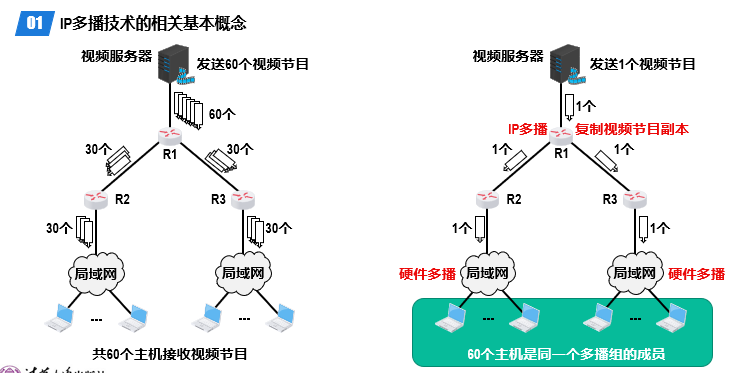 01 IP多播技术的相关基本概念
视频服务器
发送60个视频节目
60个
R1
30个
30个
R2
R3
30个
30个
局域网
局域网
...
...
共60个主机接收视频节目
视频服务器
发送1个视频节目
1个
IP多播
复制视频节目副本
R1
1个
1个
R2
R3
1个
1个
硬件多播
局域网
局域网
硬件多播
...
...
60个主机是同一个多播组的成员